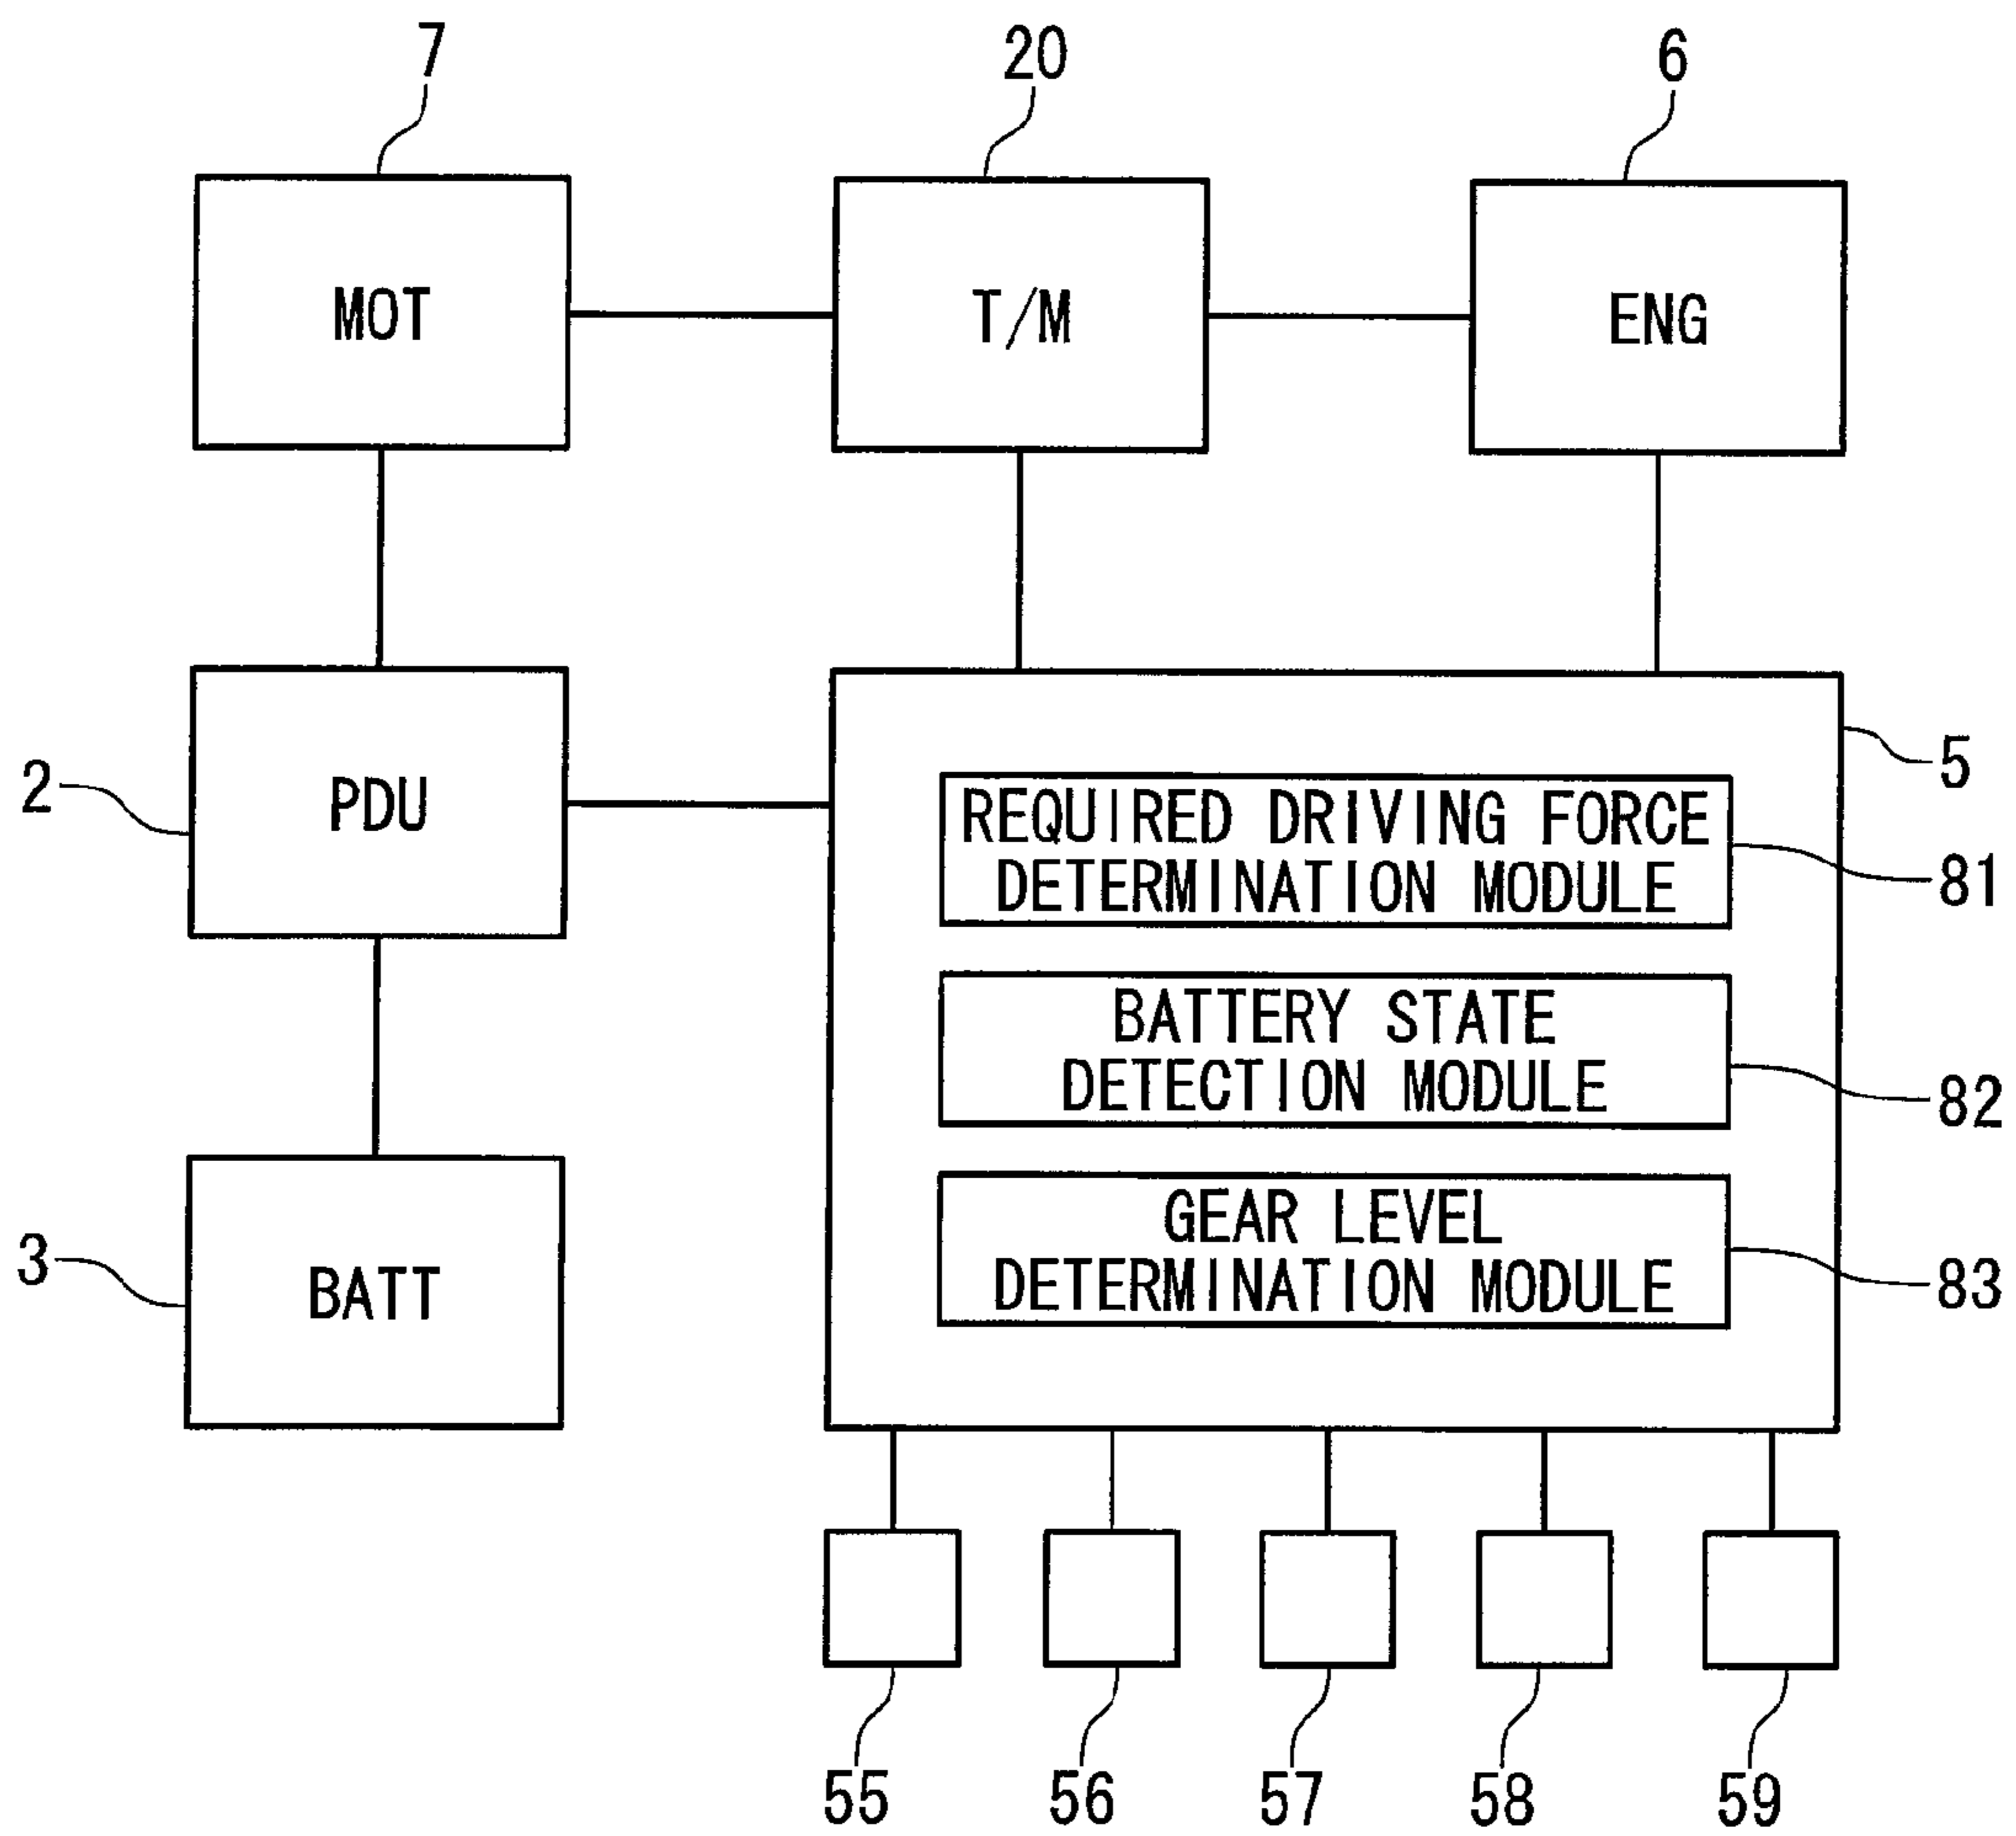 7
20
6
MOT
T/M
ENG
2
PDU
5
REQUIRED DRIVING FORCE
DETERMINATION MODULE
81
BATTERY STATE
DETECTION MODULE
82
3
BATT
GEAR LEVEL
DETERMINATION MODULE
83
55
56
57
58
59